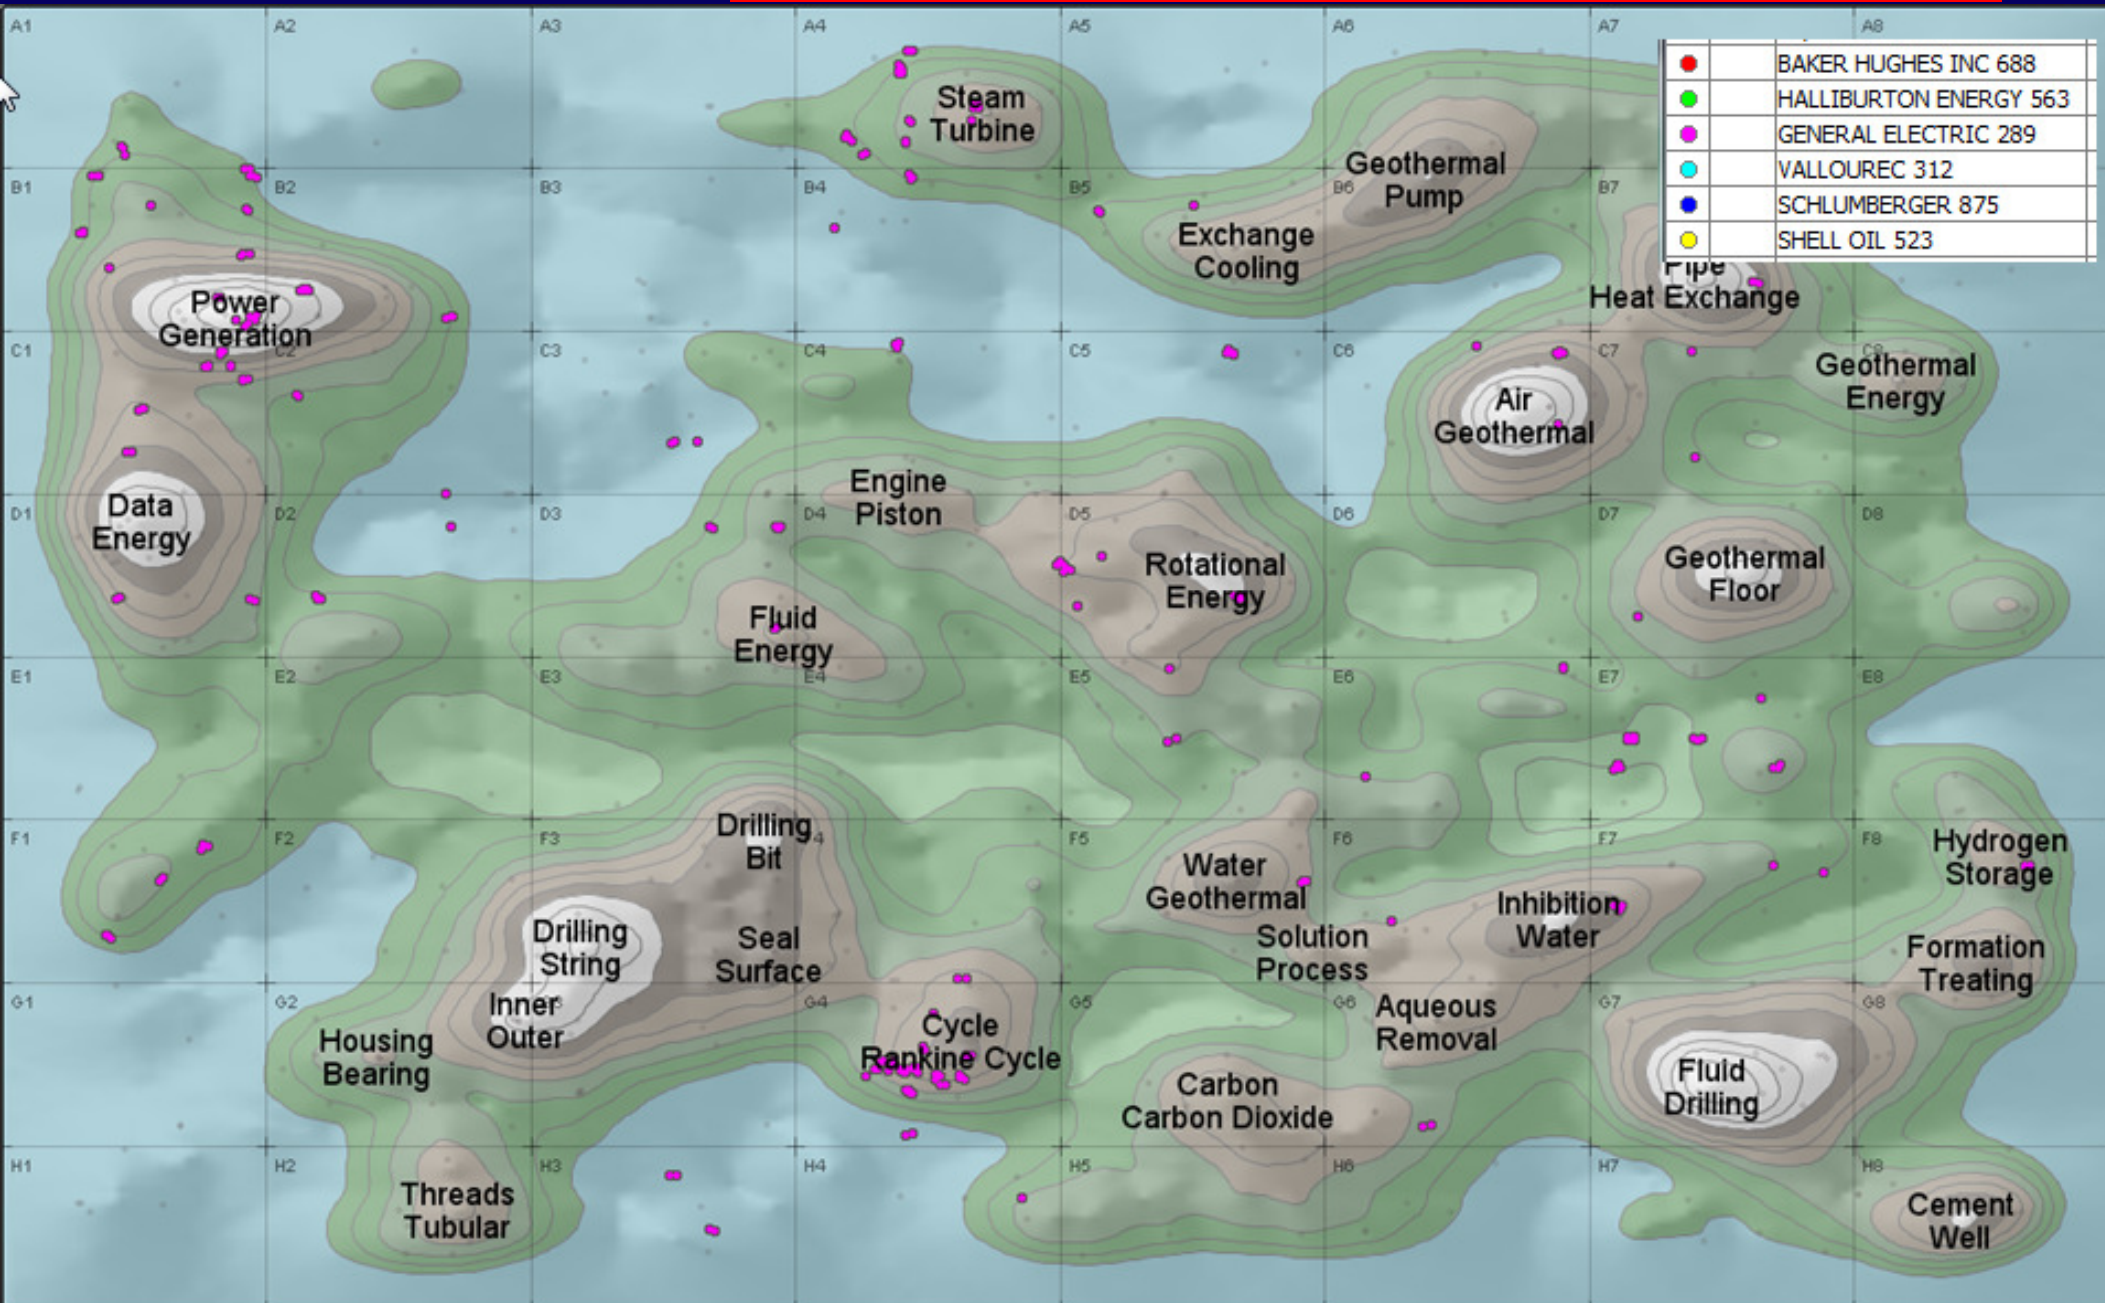 A1
A2
A3
A4
A5
A6
A7
A8
BAKER HUGHES INC 688
HALLIBURTON ENERGY 563
GENERAL ELECTRIC 289
VALLOUREC 312
SCHLUMBERGER 875
SHELL OIL 523
Steam
Turbine
Geothermal
Pump
B1
B2
B3
B4
B5
B6
B7
Exchange
Cooling
Pipe
Heat Exchange
Power
Generation
C1
C2
C3
C4
C5
C6
C7
C8
Geothermal
Energy
Air
Geothermal
Engine
Piston
Data
Energy
D1
D2
D3
D4
D5
D6
D7
D8
Rotational
Energy
Geothermal
Floor
Fluid
Energy
E1
E2
E3
E4
E5
E6
E7
E8
Drilling
Bit
F1
F2
F3
4
F5
F6
F7
F8
Hydrogen
Storage
Water
Geothermal
Inhibition
Water
Drilling
String
Seal
Surface
Solution
Process
Formation
Treating
G1
G2
G4
G5
G6
G7
G8
Inner
Outer
Housing
Bearing
Cycle
Rankine Cycle
Aqueous
Removal
Carbon
Carbon Dioxide
Fluid
Drilling
H1
H2
H3
H4
H5
H6
H7
H8
Threads
Tubular
Cement
Well